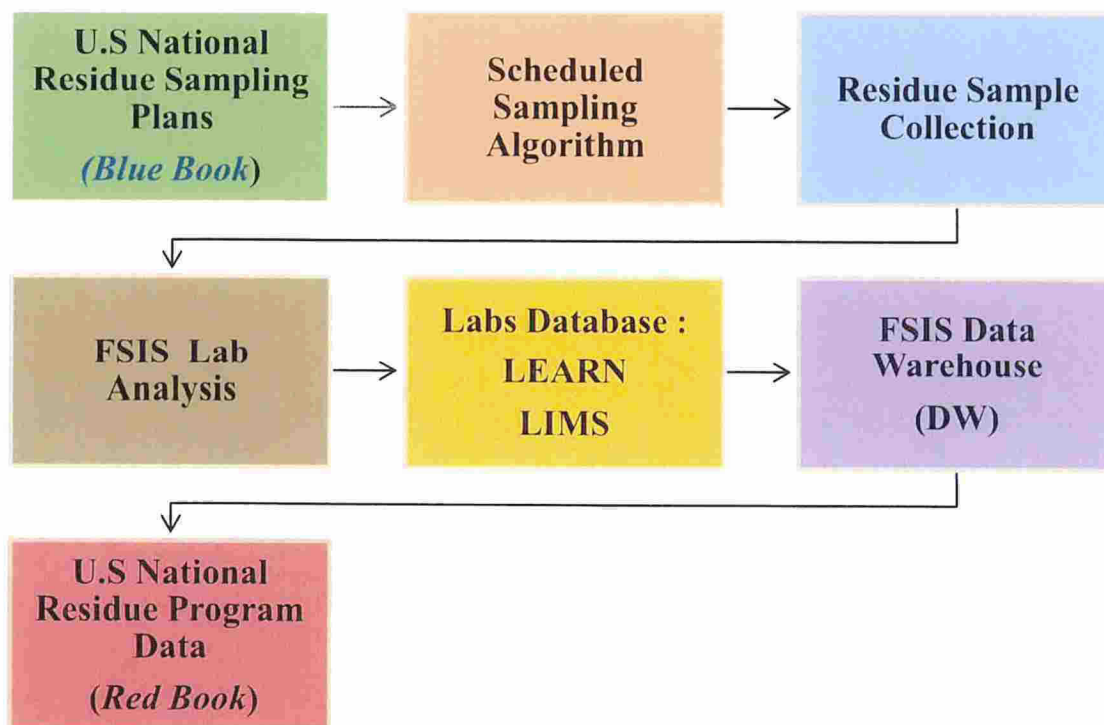 U.S National
Residue Sampling
Plans
(Blue Book)
Scheduled
Sampling
Algorithm
Residue Sample
Collection
FSIS Lab
Analysis
Labs Database :
LEARN
LIMS
FSIS Data
Warehouse
(DW)
U.S National
Residue Program
Data
(Red Book)